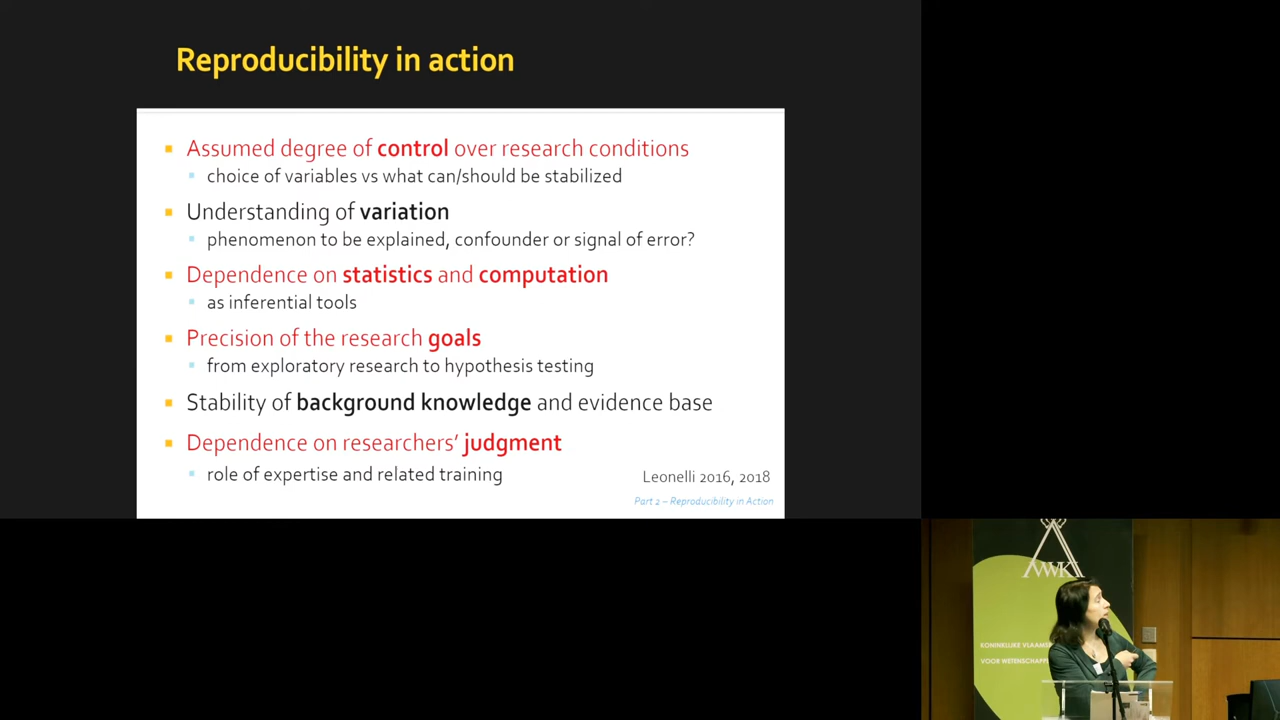 Reproducibility in action
Assumed degree of control over research conditions
choice of variables vs what can/should be stabilized
Understanding of variation
phenomenon to be explained, confounder or signal of error?
Dependence on statistics and computation
as inferential tools
Precision of the research goals
from exploratory research to hypothesis testing
Stability of background knowledge and evidence base
Dependence on researchers’ judgment
role of expertise and related training
Leonelli 2016, 2018
Part 2 – Reproducibility in Action
KONINKLIJKE VLAAM
VOOR WETENSCHAPP